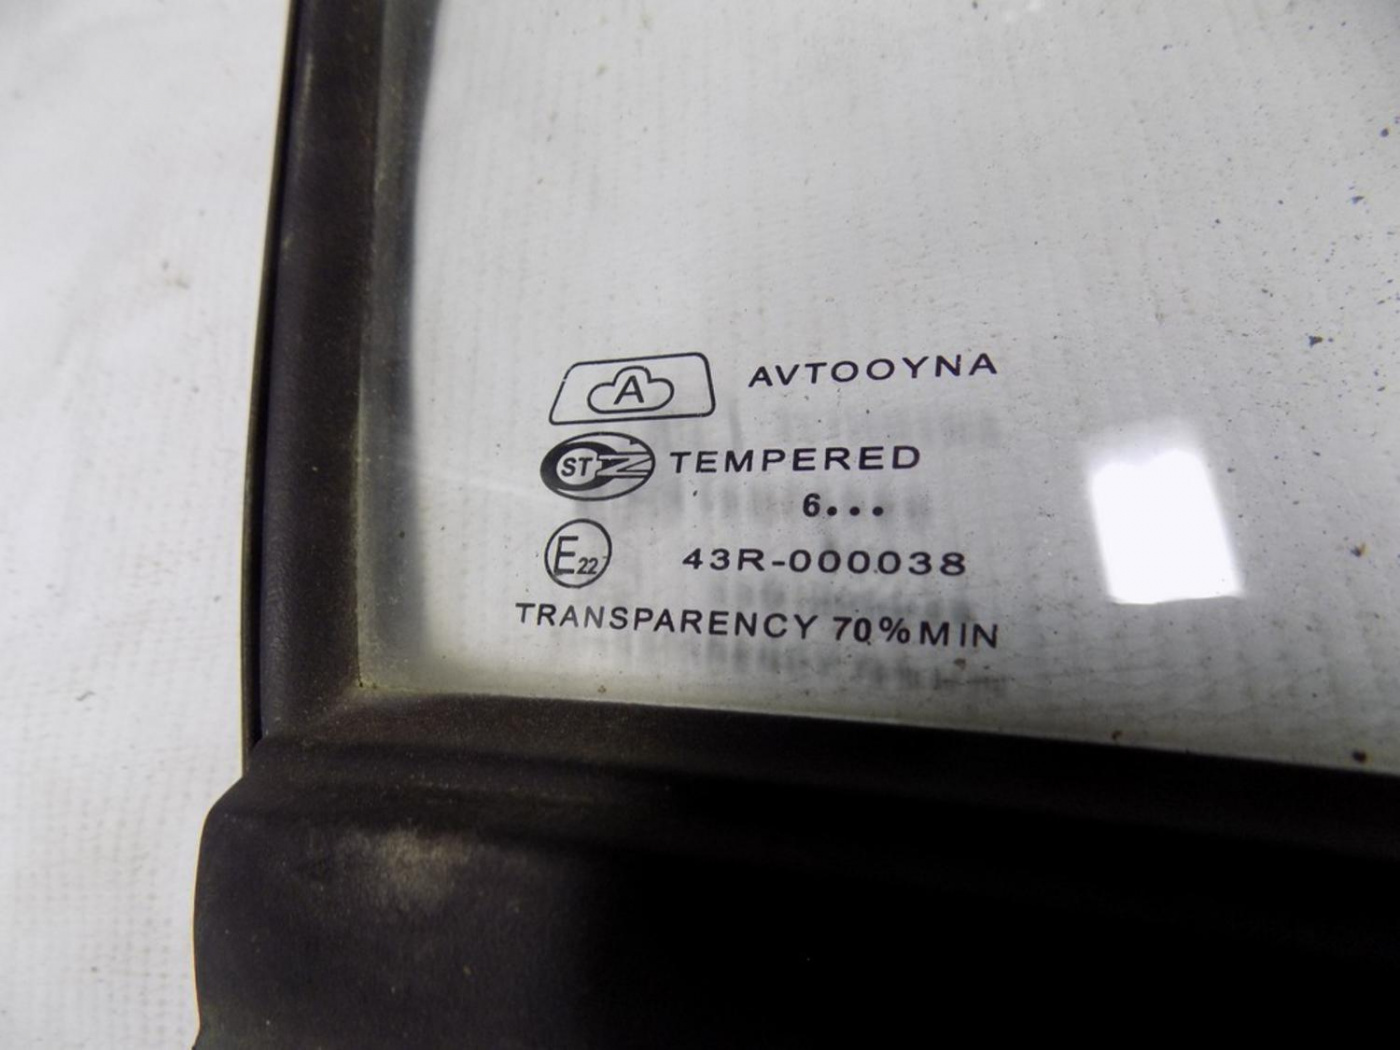 A AVTOOYNA
ST TEMPERED
6...
E22 43R-000038
TRANSPARENCY 70%MIN